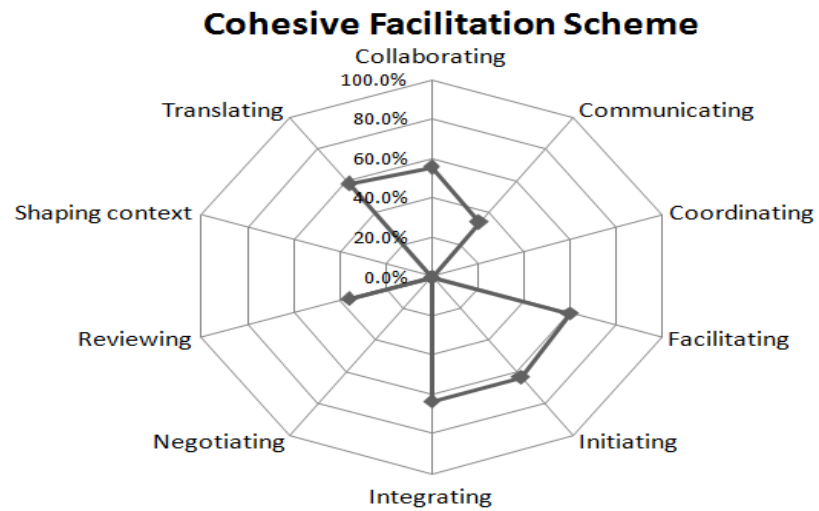 Cohesive Facilitation Scheme
Collaborating
100.0%
Translating
Communicating
80.0%
60.0%
Shaping context
40.0%
Coordinating
20.0%
0.0%
Reviewing
Facilitating
Negotiating
Initiating
Integrating